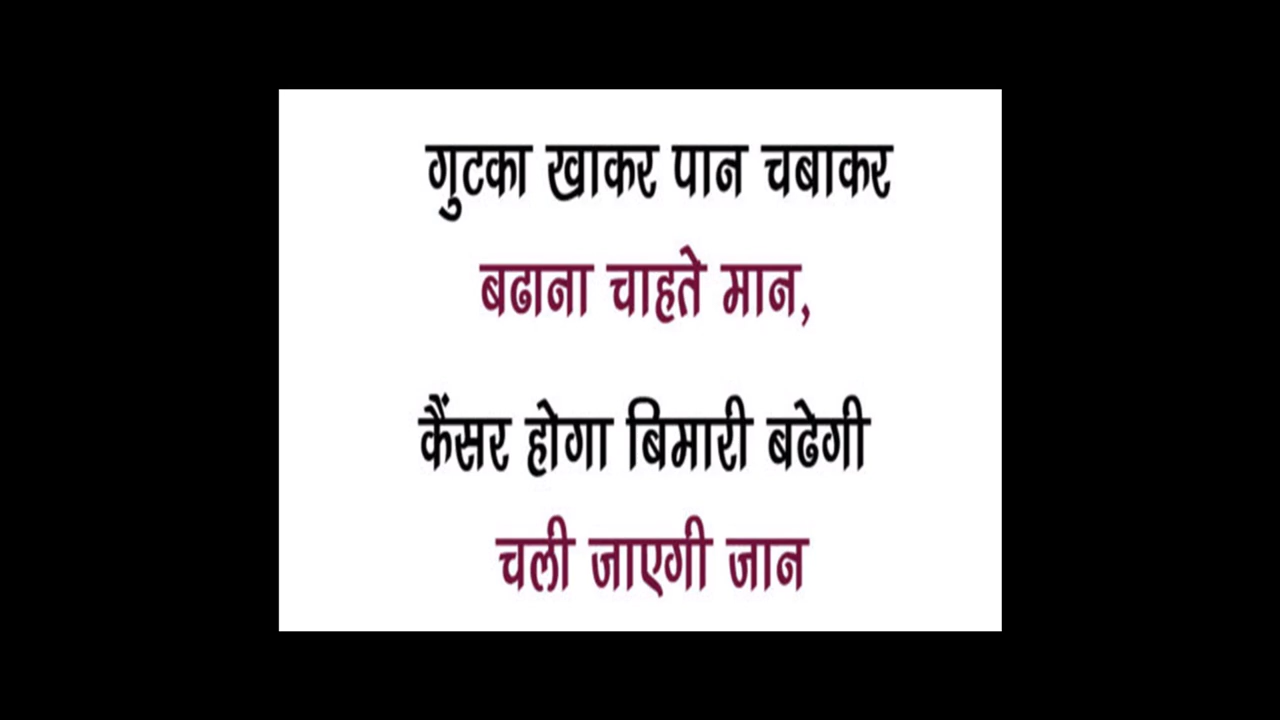 गुटका खाकर पान चबाकर
बढाना चाहते मान,
कैंसर होगा बिमारी बढेगी
चली जाएगी जान